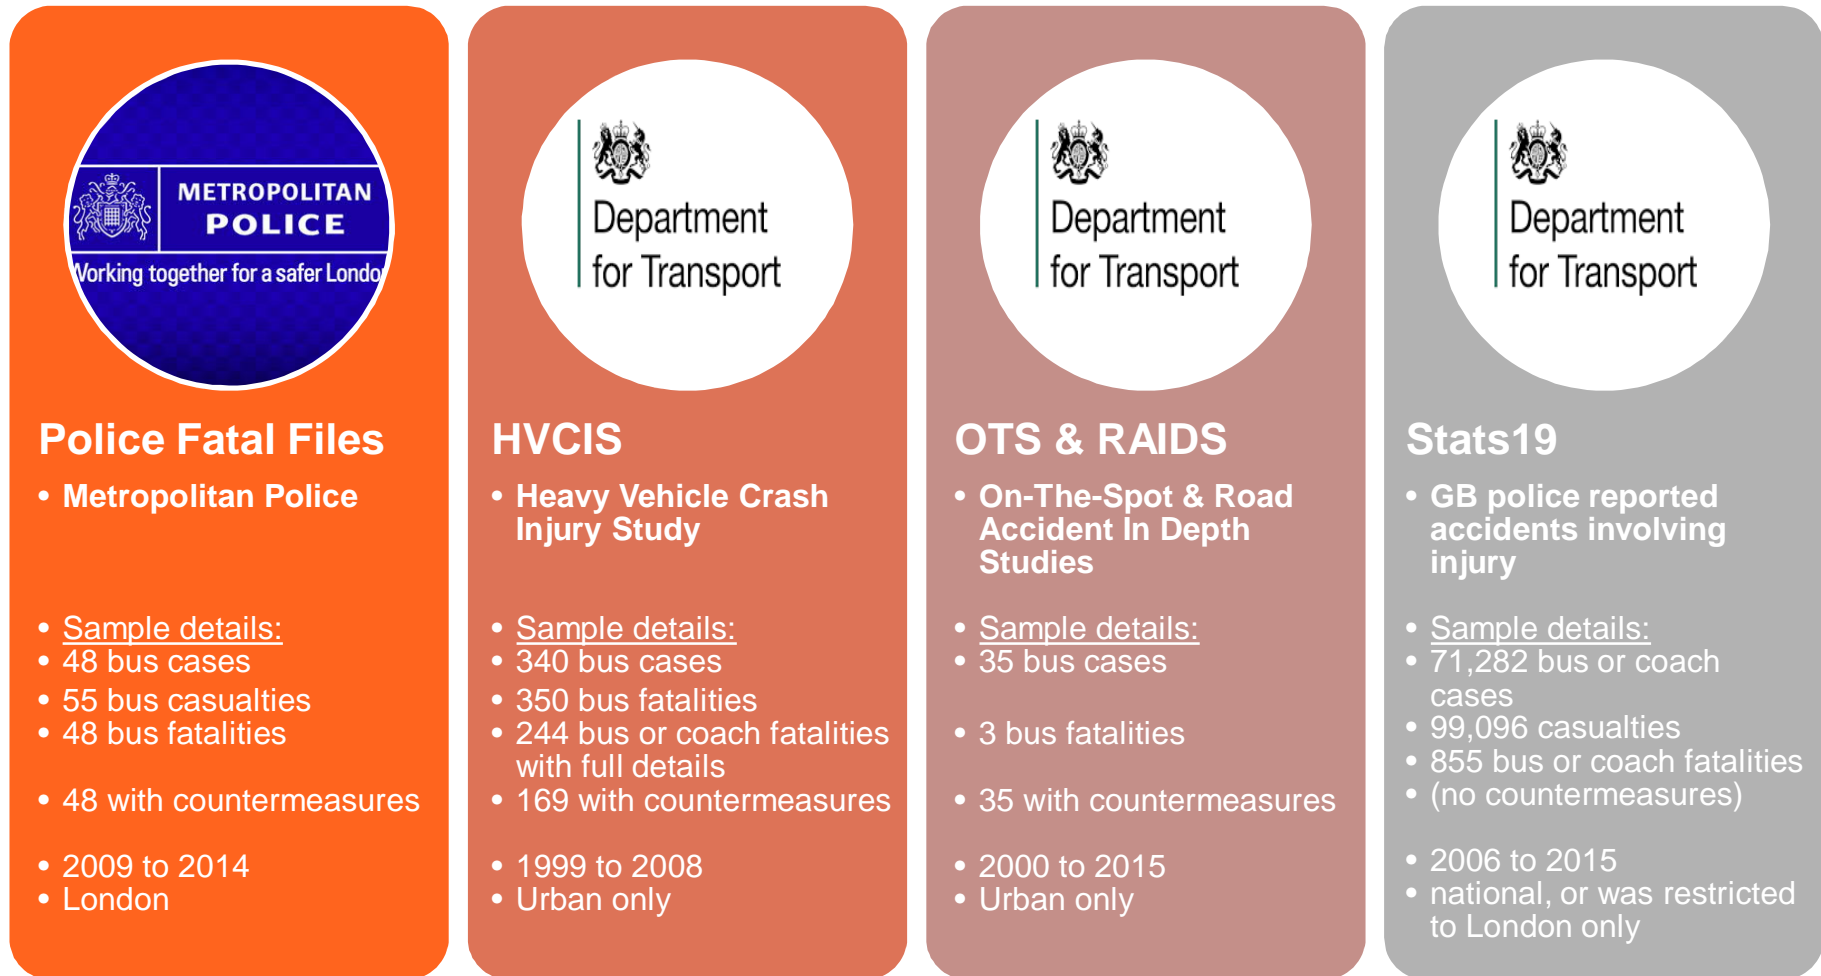 METROPOLITAN
POLICE
Working together for a safer Londo
Police Fatal Files
• Metropolitan Police
• Sample details:
• 48 bus cases
• 55 bus casualties
• 48 bus fatalities
• 48 with countermeasures
• 2009 to 2014
• London
Department
for Transport
HVCIS
• Heavy Vehicle Crash
Injury Study
• Sample details:
• 340 bus cases
• 350 bus fatalities
• 244 bus or coach fatalities
with full details
• 169 with countermeasures
• 1999 to 2008
• Urban only
Department
for Transport
OTS & RAIDS
• On-The-Spot & Road
Accident In Depth
Studies
• Sample details:
• 35 bus cases
• 3 bus fatalities
• 35 with countermeasures
• 2000 to 2015
• Urban only
Department
for Transport
Stats19
• GB police reported
accidents involving
injury
• Sample details:
• 71,282 bus or coach
cases
• 99,096 casualties
• 855 bus or coach fatalities
• (no countermeasures)
• 2006 to 2015
• national, or was restricted
to London only